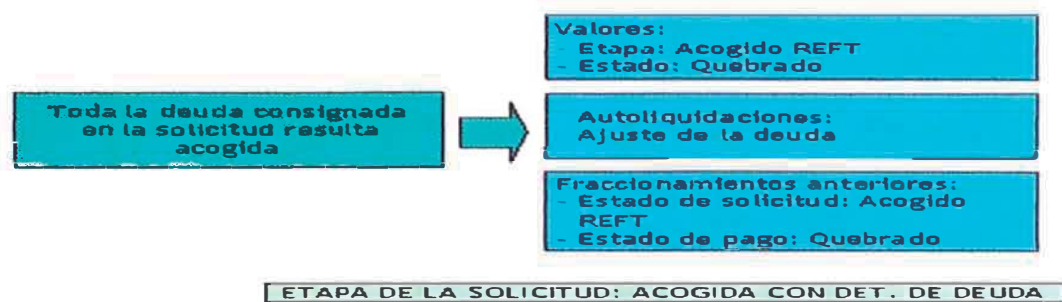 Toda la deuda consignada
en la solicitud resulta
acogida
Valores:
- Etapa: Acogido REFT
- Estado: Quebrado
Autoliquidaciones:
Ajuste de la deuda
Fraccionamientos anteriores:
- Estado de solicitud: Acogido
REFT
- Estado de pago: Quebrado
ETAPA DE LA SOLICITUD: ACOGIDA CON DET. DE DEUDA